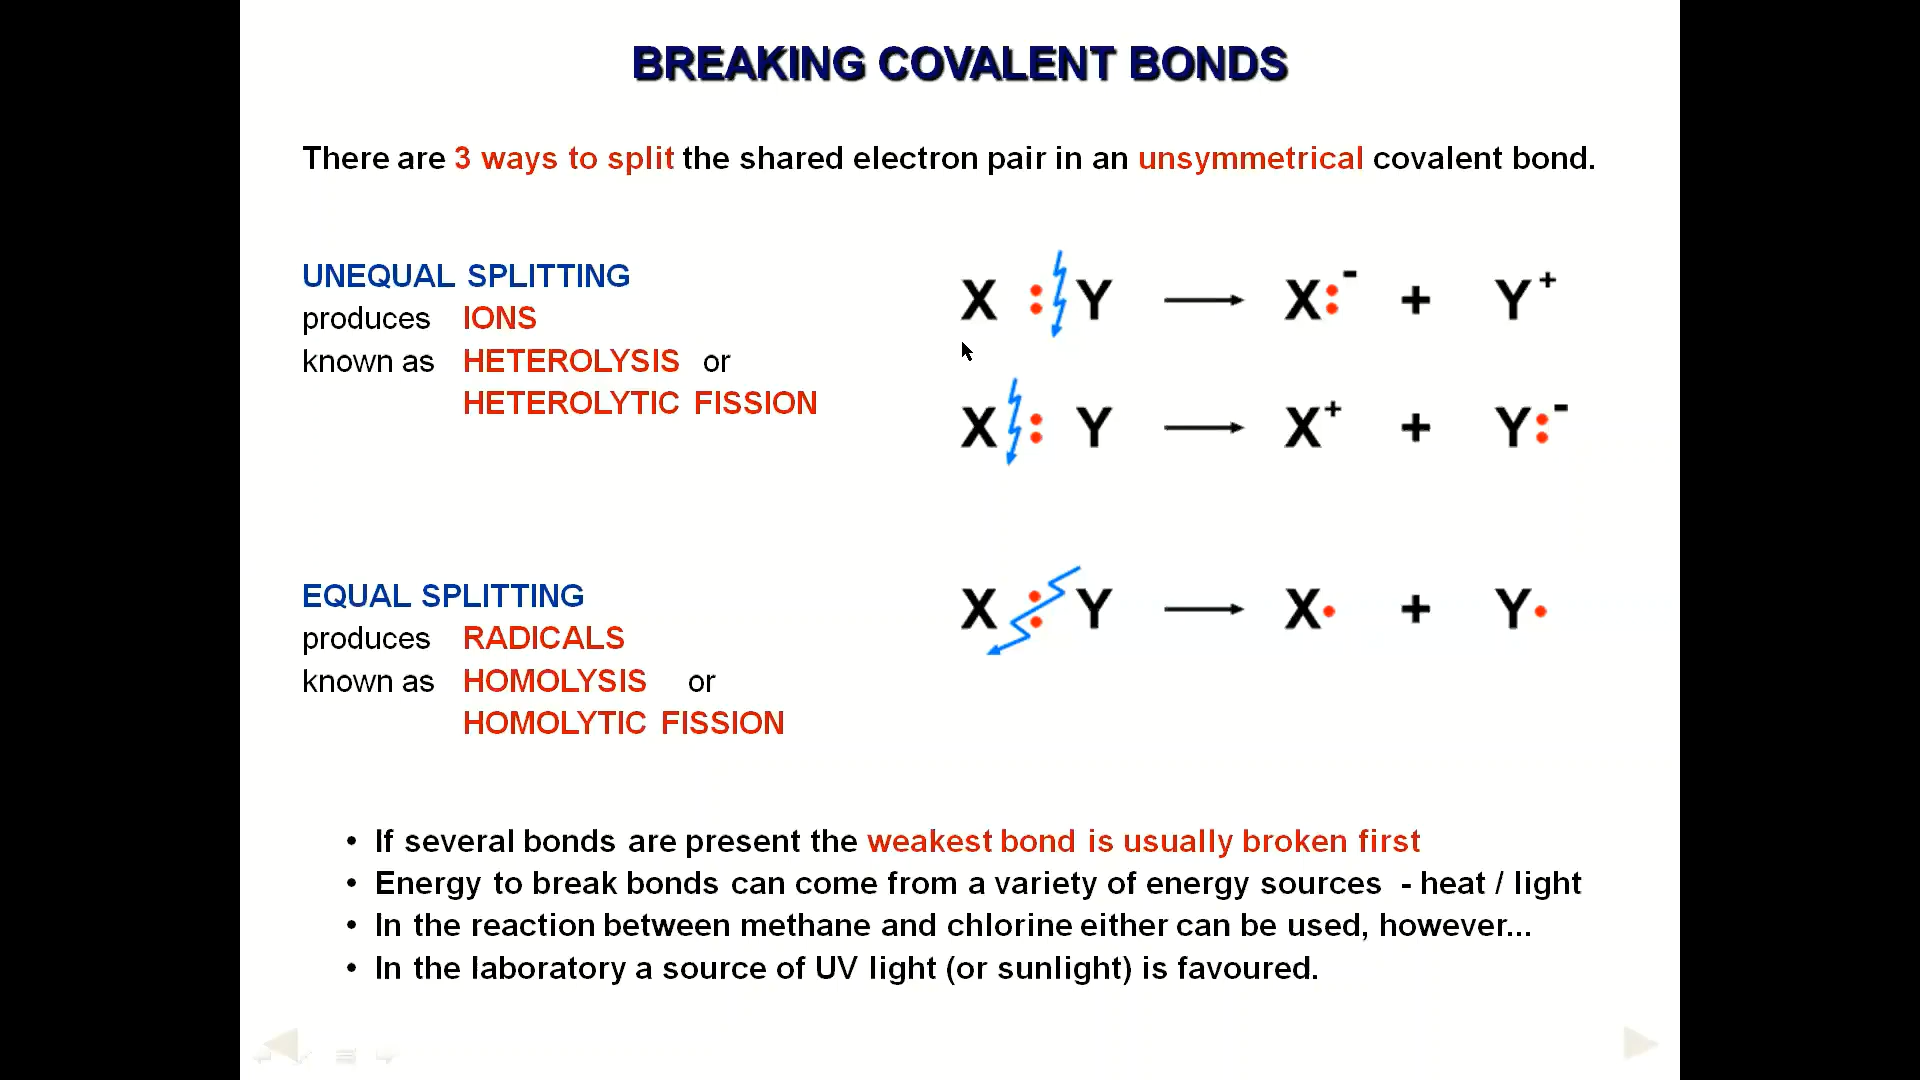 BREAKING COVALENT BONDS
There are 3 ways to split the shared electron pair in an unsymmetrical covalent bond.
UNEQUAL SPLITTING
produces IONS
known as HETEROLYSIS or
HETEROLYTIC FISSION
X : Y → X:⁻ + Y⁺
X : Y → X⁺ + Y:⁻
EQUAL SPLITTING
produces RADICALS
known as HOMOLYSIS or
HOMOLYTIC FISSION
X : Y → X• + Y•
• If several bonds are present the weakest bond is usually broken first
• Energy to break bonds can come from a variety of energy sources - heat / light
• In the reaction between methane and chlorine either can be used, however...
• In the laboratory a source of UV light (or sunlight) is favoured.